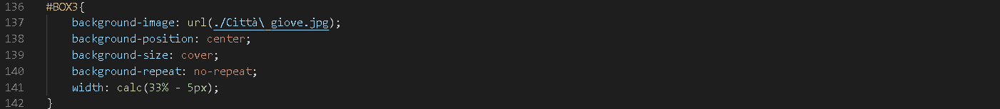 136 #BOX3{
137 background-image: url(./Città\ giove.jpg);
138 background-position: center;
139 background-size: cover;
140 background-repeat: no-repeat;
141 width: calc(33% - 5px);
142 }